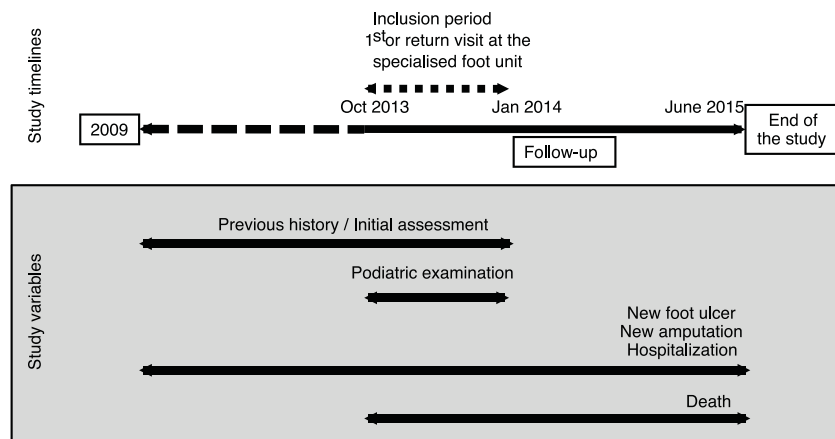 Study timelines
Inclusion period
1st or return visit at the
specialised foot unit
Oct 2013
Jan 2014
June 2015
2009
End of
the study
Follow-up
Study variables
Previous history / Initial assessment
Podiatric examination
New foot ulcer
New amputation
Hospitalization
Death